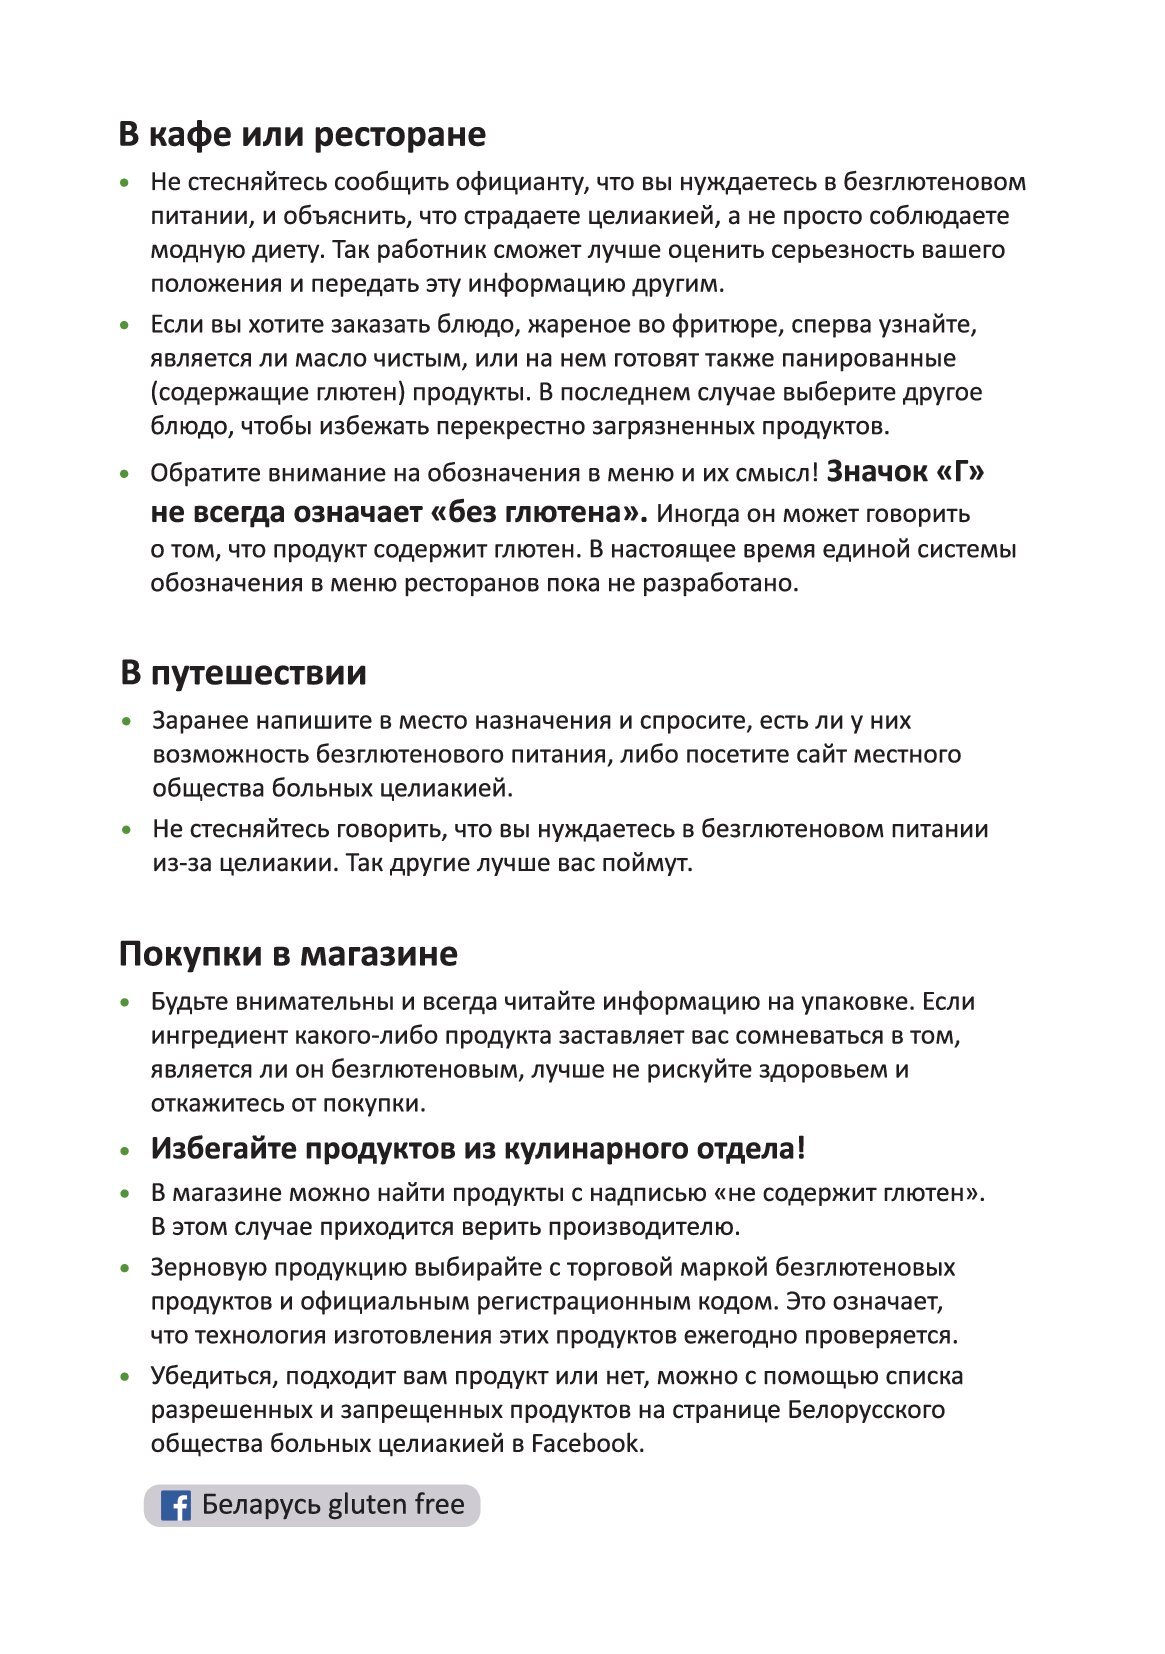 В кафе или ресторане
• Не стесняйтесь сообщить официанту, что вы нуждаетесь в безглютеновом
питании, и объяснить, что страдаете целиакией, а не просто соблюдаете
модную диету. Так работник сможет лучше оценить серьезность вашего
положения и передать эту информацию другим.
• Если вы хотите заказать блюдо, жареное во фритюре, сперва узнайте,
является ли масло чистым, или на нем готовят также панированные
(содержащие глютен) продукты. В последнем случае выберите другое
блюдо, чтобы избежать перекрестно загрязненных продуктов.
• Обратите внимание на обозначения в меню и их смысл! Значок «Г»
не всегда означает «без глютена». Иногда он может говорить
о том, что продукт содержит глютен. В настоящее время единой системы
обозначения в меню ресторанов пока не разработано.
В путешествии
• Заранее напишите в место назначения и спросите, есть ли у них
возможность безглютенового питания, либо посетите сайт местного
общества больных целиакией.
• Не стесняйтесь говорить, что вы нуждаетесь в безглютеновом питании
из-за целиакии. Так другие лучше вас поймут.
Покупки в магазине
• Будьте внимательны и всегда читайте информацию на упаковке. Если
ингредиент какого-либо продукта заставляет вас сомневаться в том,
является ли он безглютеновым, лучше не рискуйте здоровьем и
откажитесь от покупки.
• Избегайте продуктов из кулинарного отдела!
• В магазине можно найти продукты с надписью «не содержит глютен».
В этом случае приходится верить производителю.
• Зерновую продукцию выбирайте с торговой маркой безглютеновых
продуктов и официальным регистрационным кодом. Это означает,
что технология изготовления этих продуктов ежегодно проверяется.
• Убедиться, подходит вам продукт или нет, можно с помощью списка
разрешенных и запрещенных продуктов на странице Белорусского
общества больных целиакией в Facebook.
f Беларусь gluten free